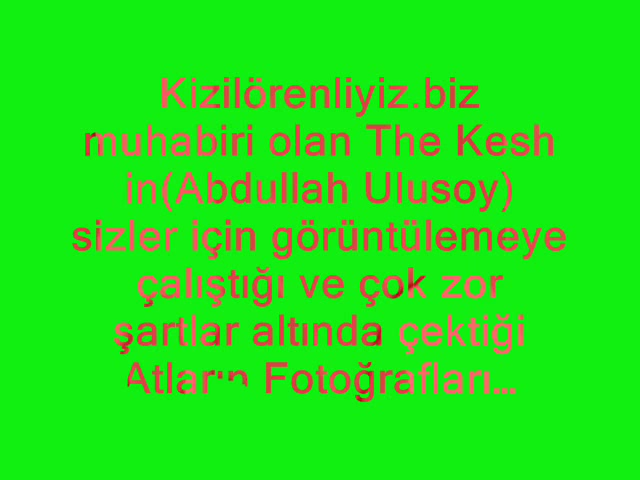 Kizilörenliyiz.biz
muhabiri olan The Kesh
in(Abdullah Ulusoy)
sizler için görüntülemeye
çalıştığı ve çok zor
şartlar altında çektiği
Atların Fotoğrafları...